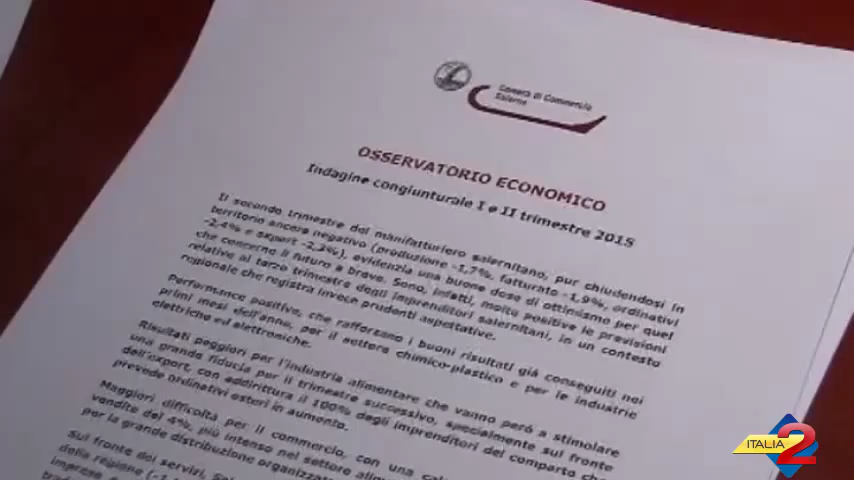 Camera di Commercio
Salerno
OSSERVATORIO ECONOMICO
Indagine congiunturale I e II trimestre 2015
Il secondo trimestre del manifatturiero salernitano, pur chiudendosi in
territorio ancora negativo (produzione -1,7%, fatturato -1,9%, ordinativi
-2,4% e export -2,3%), evidenzia una buona dose di ottimismo per quel
che concerne il futuro a breve. Sono, infatti, molto positive le previsioni
relative al terzo trimestre degli imprenditori salernitani, in un contesto
regionale che registra invece prudenti aspettative.
Performance positive, che rafforzano i buoni risultati già conseguiti nei
primi mesi dell'anno, per il settore chimico-plastico e per le industrie
elettriche ed elettroniche.
Risultati peggiori per l'industria alimentare che vanno però a stimolare
una grande fiducia pur il trimestre successivo, specialmente sul fronte
dell'export, con addirittura il 100% degli imprenditori del comparto che
prevede ordinativi esteri in aumento.
Maggiori difficoltà per il commercio, con una
vendite del 4%, più intenso nel settore
per la grande distribuzione
Sul fronte dei servizi,
della regione
imprese
ITALIA 2